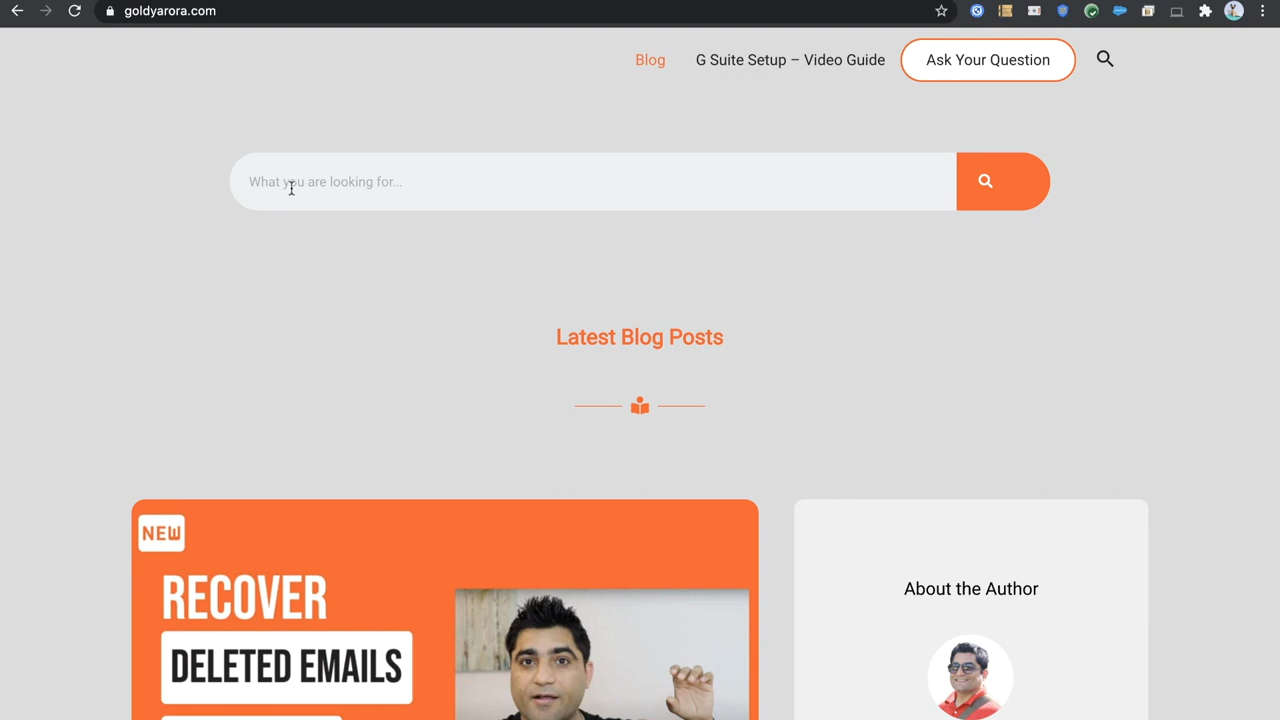 goldyarora.com
Blog
G Suite Setup – Video Guide
Ask Your Question
What you are looking for...
Latest Blog Posts
NEW
RECOVER
DELETED EMAILS
About the Author